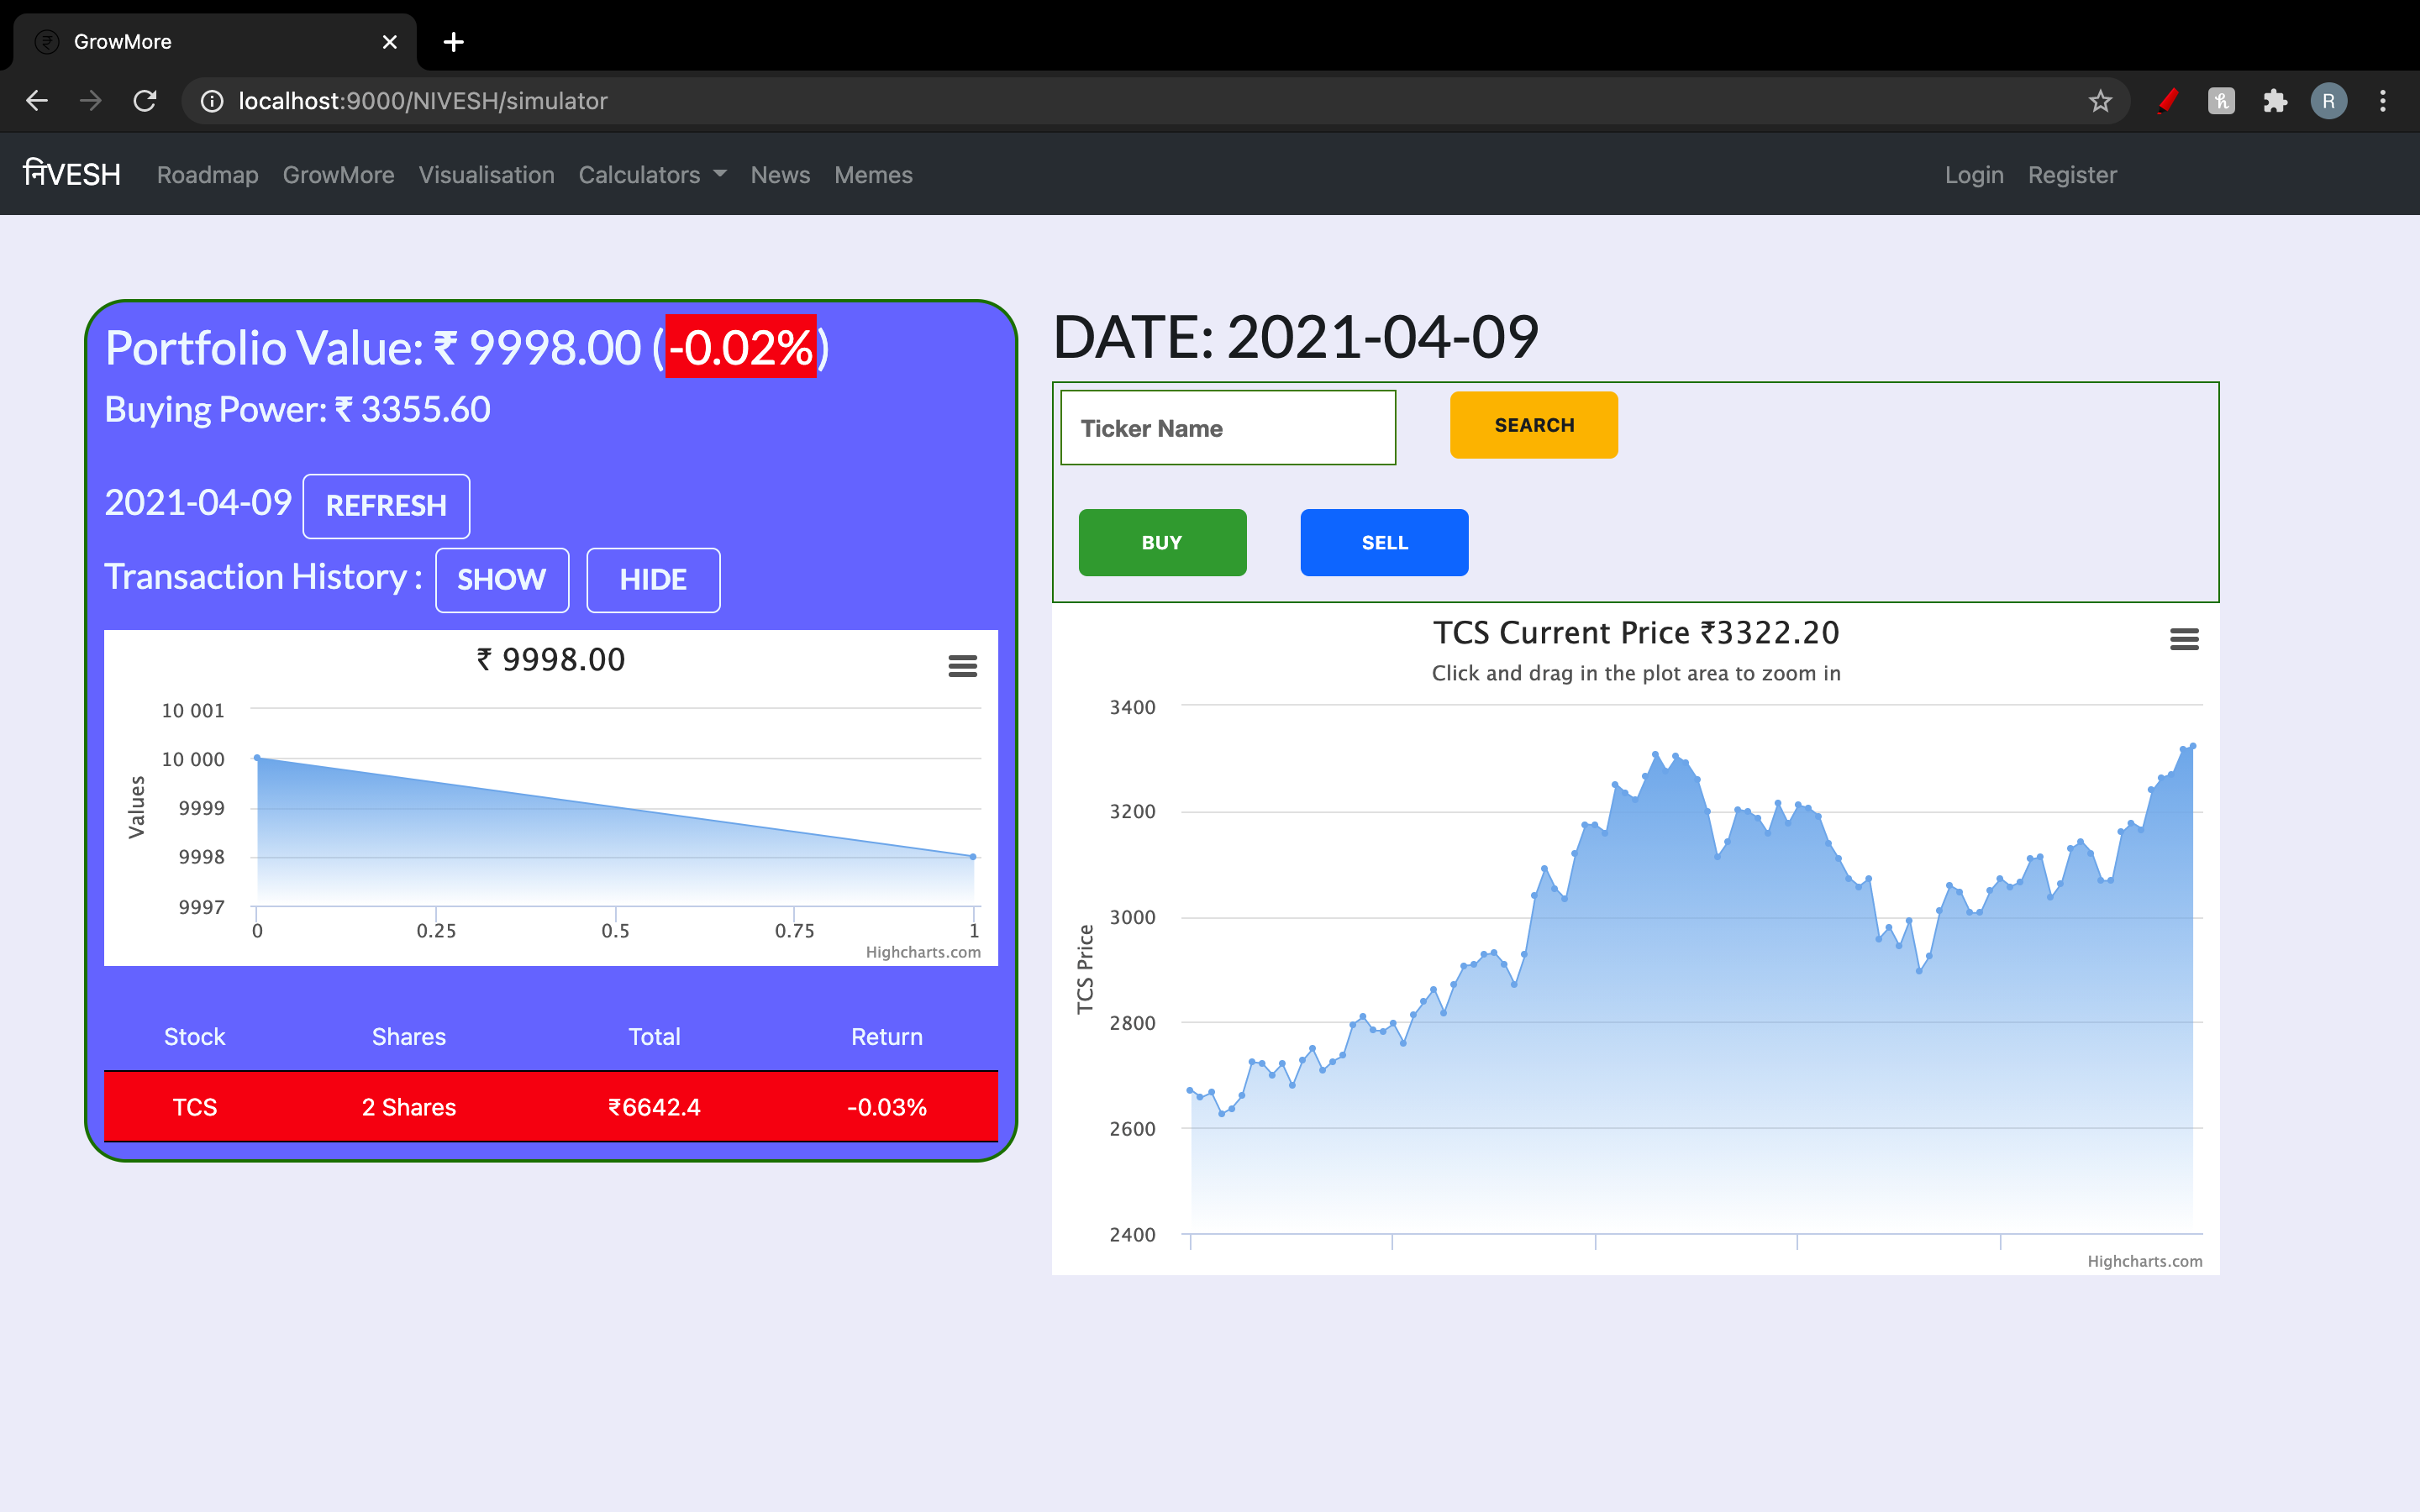 GrowMore
localhost:9000/NIVESH/simulator
R
निVESH Roadmap GrowMore Visualisation Calculators News Memes Login Register
Portfolio Value: ₹ 9998.00 (-0.02%)
Buying Power: ₹ 3355.60
2021-04-09 REFRESH
Transaction History : SHOW HIDE
₹ 9998.00
10 001
10 000
9999
9998
9997
Values
0 0.25 0.5 0.75 1
Highcharts.com
Stock Shares Total Return
TCS 2 Shares ₹6642.4 -0.03%
DATE: 2021-04-09
Ticker Name SEARCH
BUY SELL
TCS Current Price ₹3322.20
Click and drag in the plot area to zoom in
3400
3200
3000
2800
2600
2400
TCS Price
Highcharts.com